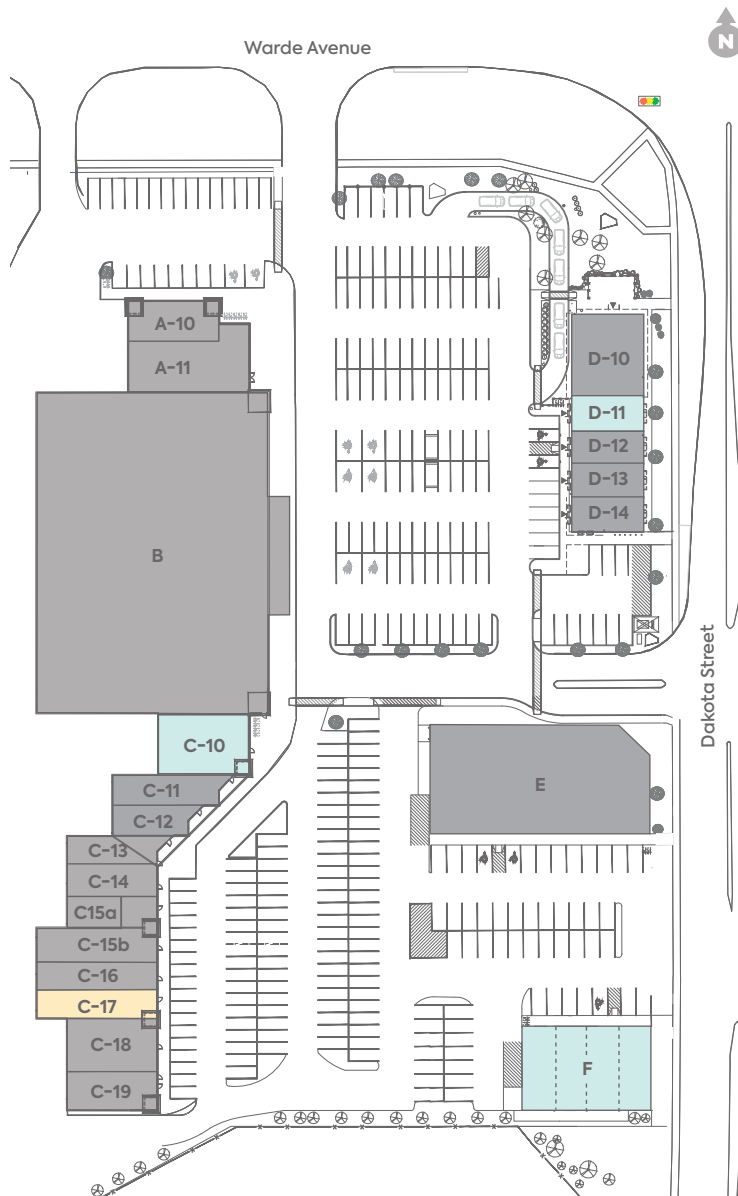 Warde Avenue
N
A-10
A-11
D-10
D-11
D-12
D-13
D-14
B
Dakota Street
C-10
C-11
C-12
C-13
C-14
C15a
C-15b
C-16
C-17
C-18
C-19
E
F